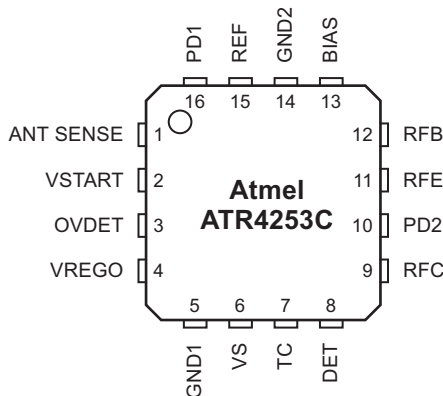 PD1
REF
GND2
BIAS
16
15
14
13
ANT SENSE 1
VSTART 2
OVDET 3
VREGO 4
Atmel
ATR4253C
12 RFB
11 RFE
10 PD2
9 RFC
5
6
7
8
GND1
VS
TC
DET